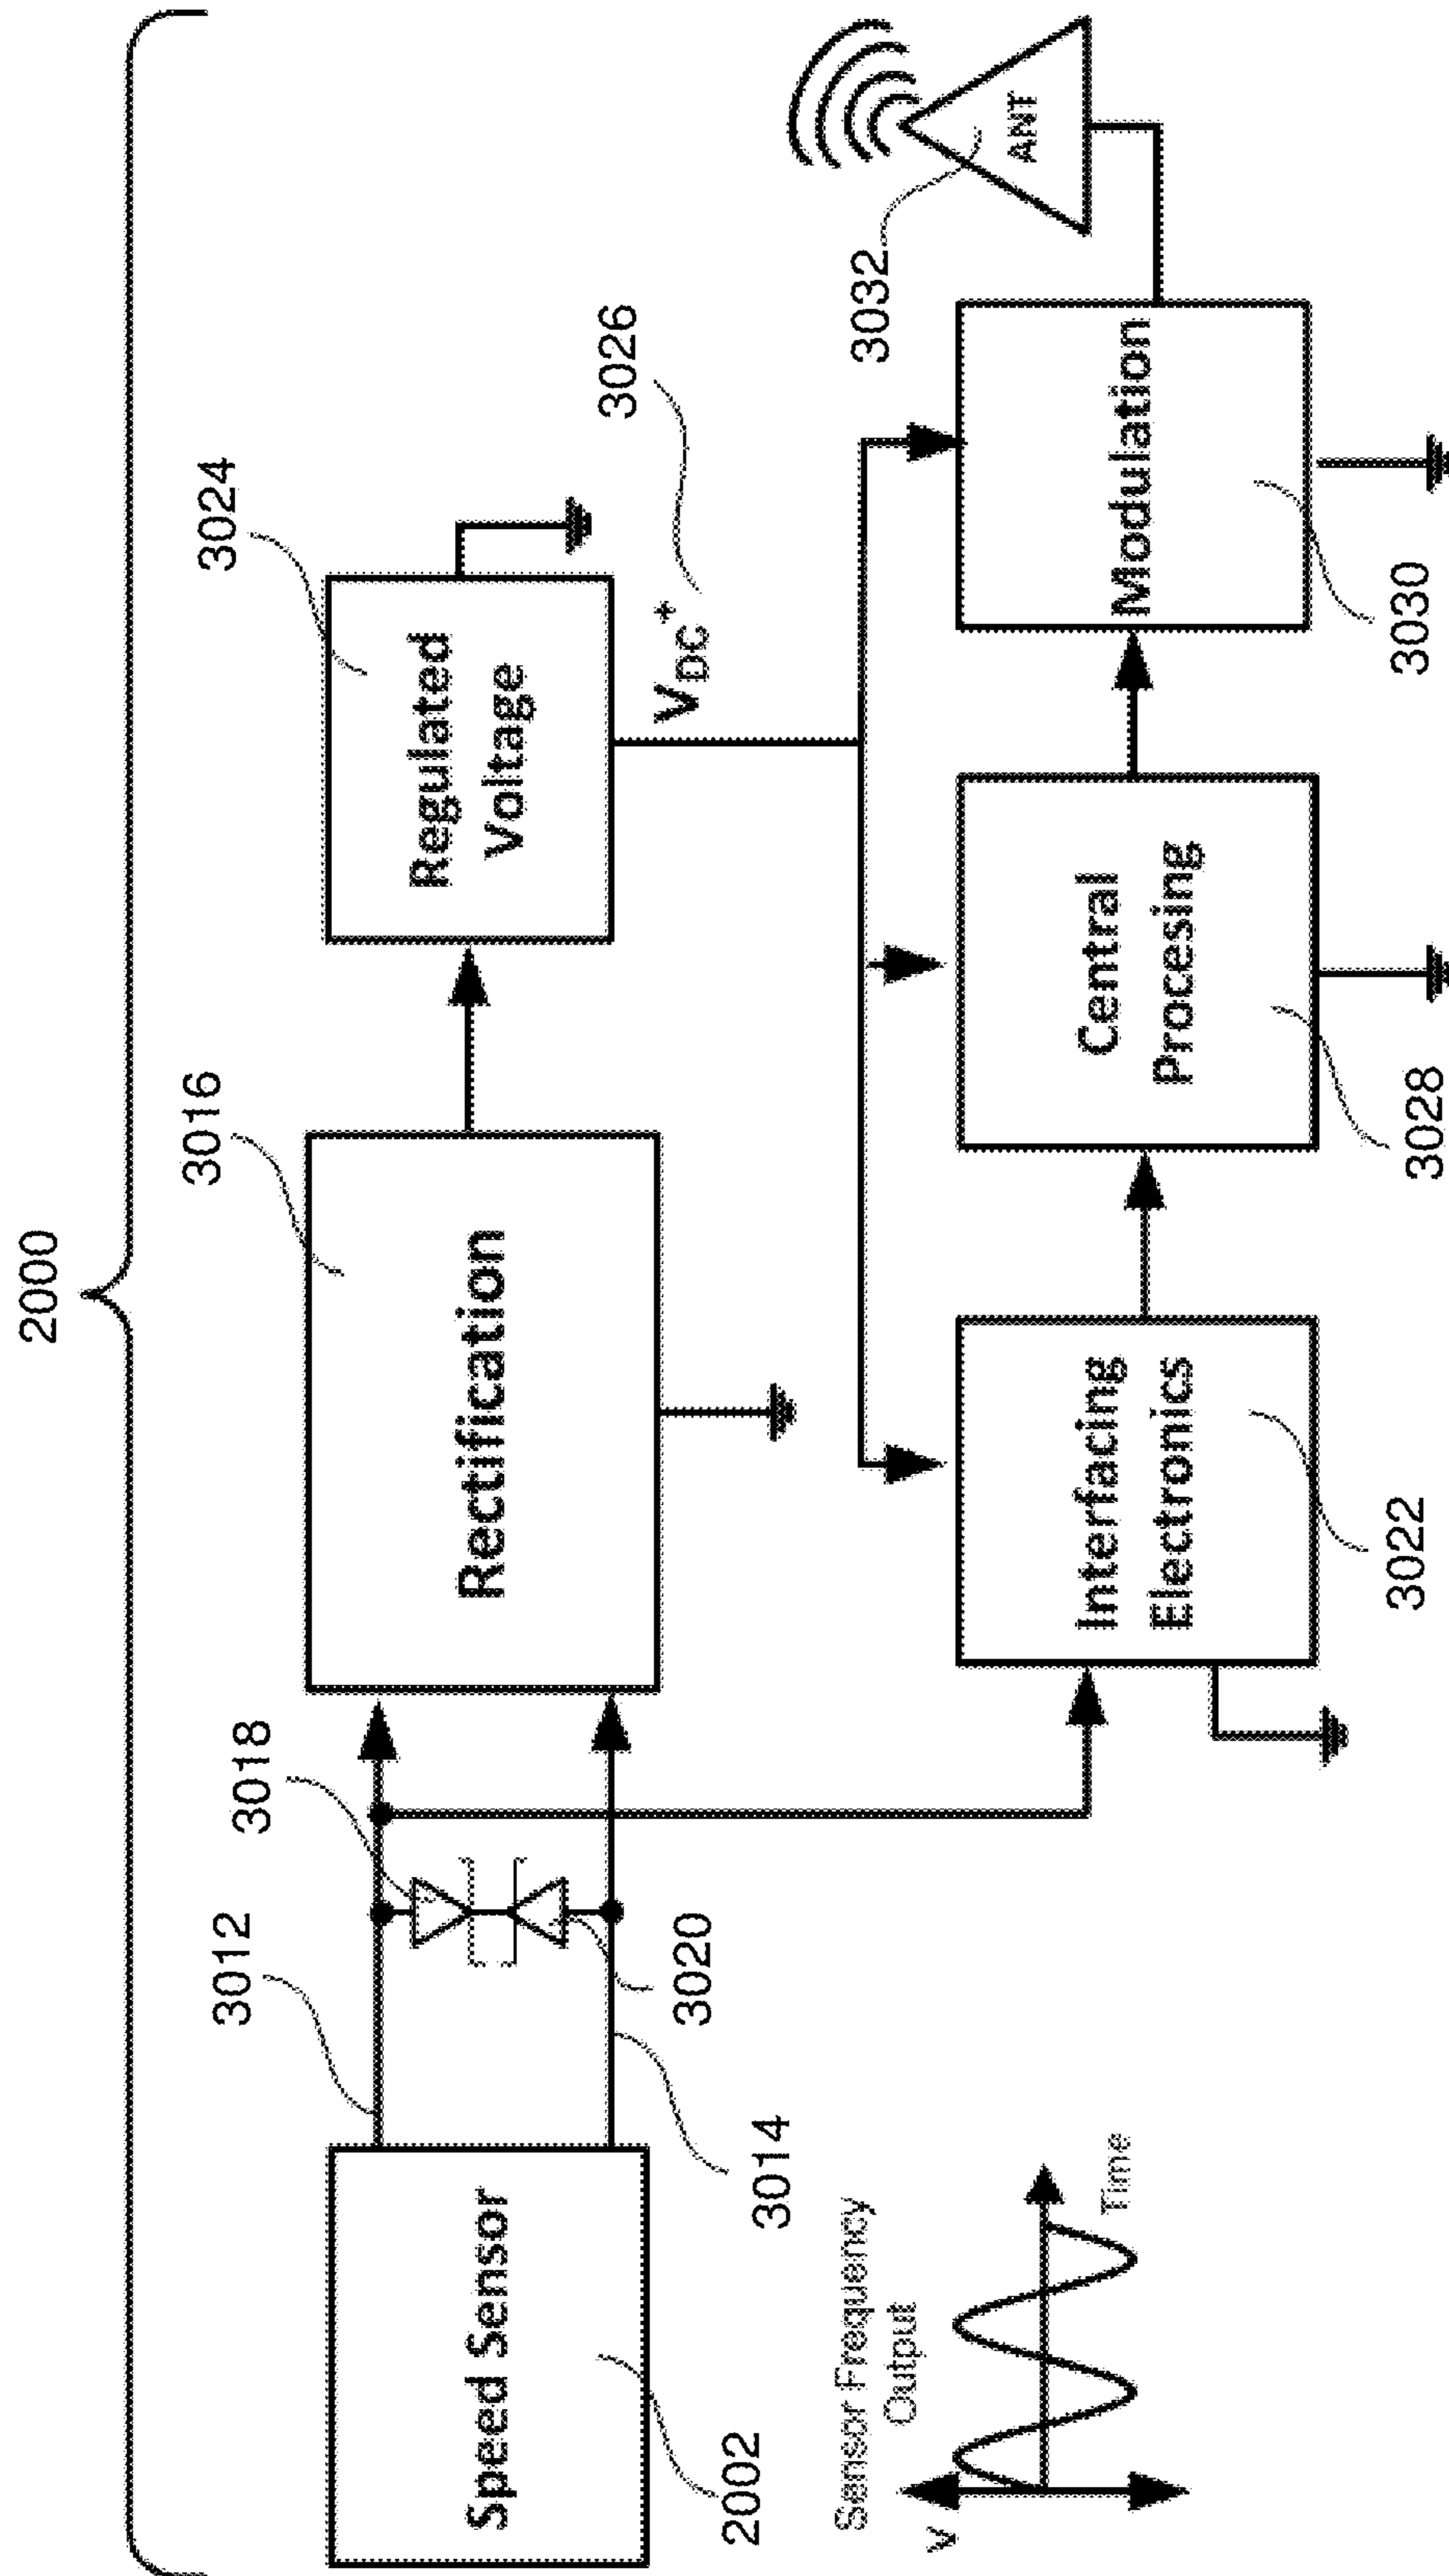 2000
3012
3018
3016
3024
Speed Sensor
Rectification
Regulated
Voltage
2002
3014
3020
V_DC^+
3026
Sensor Frequency
Output
V
Time
Interfacing
Electronics
Central
Procesing
Modulation
ANT
3032
3022
3028
3030